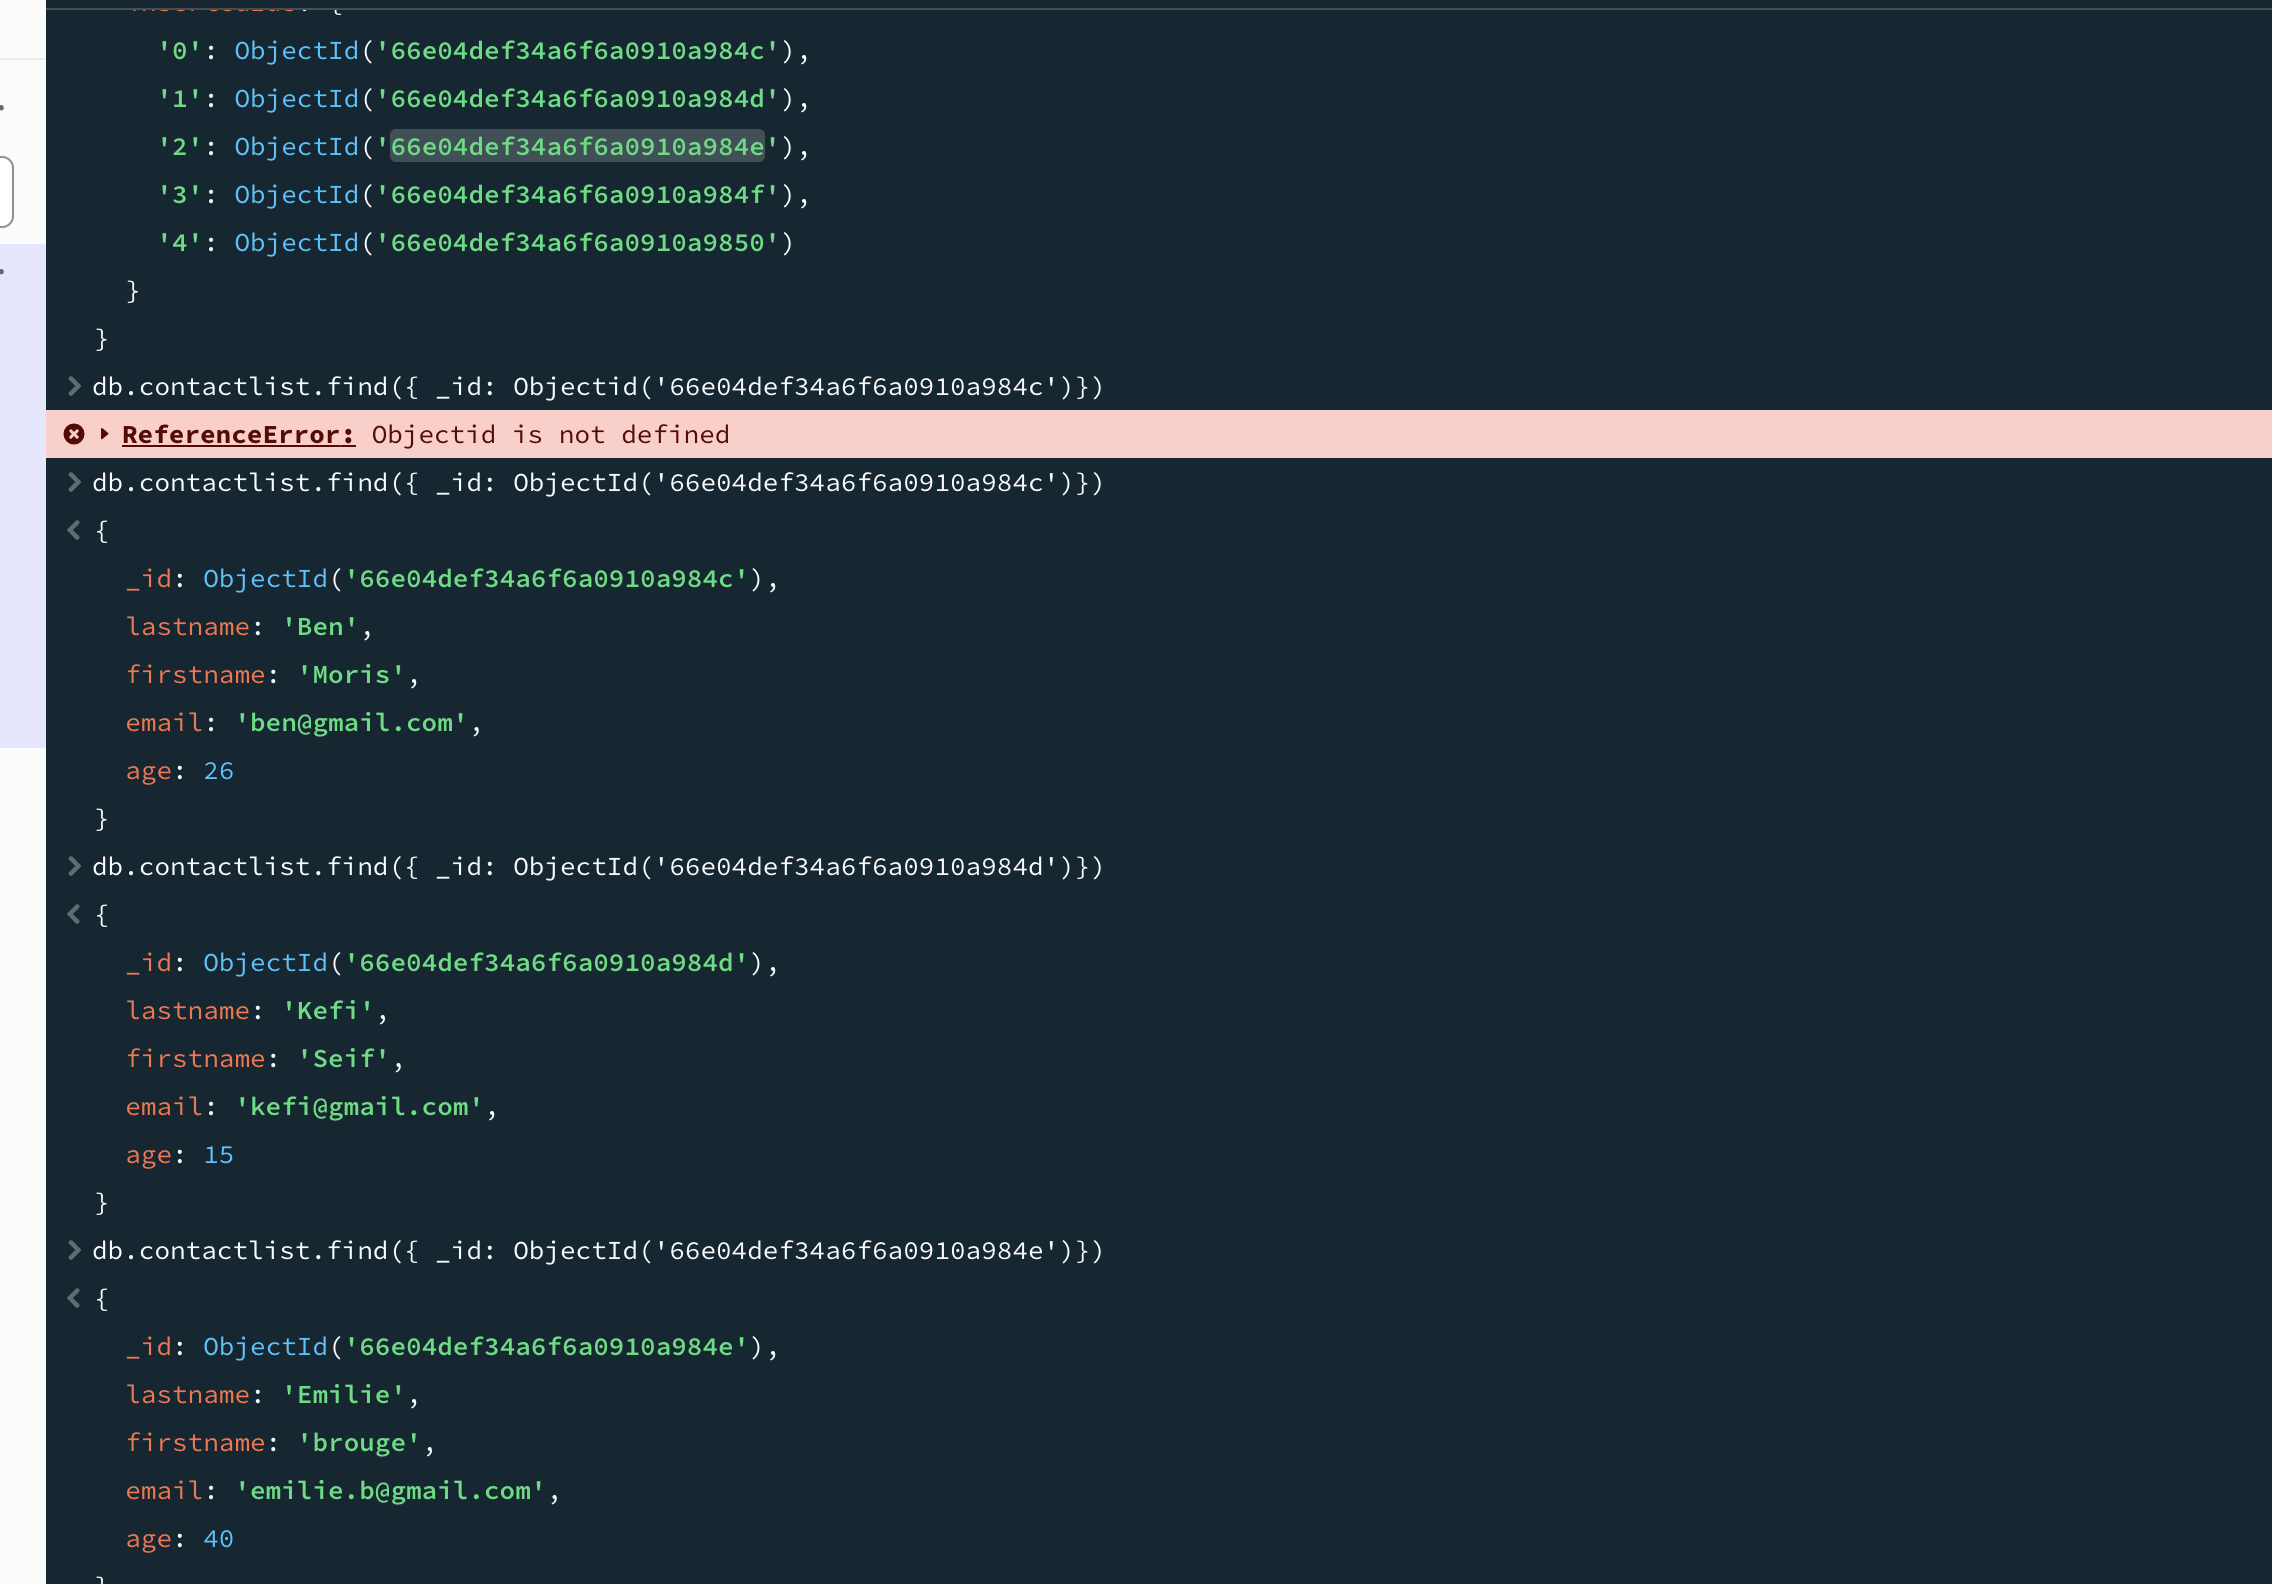 '0': ObjectId('66e04def34a6f6a0910a984c'),
'1': ObjectId('66e04def34a6f6a0910a984d'),
'2': ObjectId('66e04def34a6f6a0910a984e'),
'3': ObjectId('66e04def34a6f6a0910a984f'),
'4': ObjectId('66e04def34a6f6a0910a9850')
}
}
> db.contactlist.find({ _id: Objectid('66e04def34a6f6a0910a984c')})
ReferenceError: Objectid is not defined
> db.contactlist.find({ _id: ObjectId('66e04def34a6f6a0910a984c')})
< {
_id: ObjectId('66e04def34a6f6a0910a984c'),
lastname: 'Ben',
firstname: 'Moris',
email: 'ben@gmail.com',
age: 26
}
> db.contactlist.find({ _id: ObjectId('66e04def34a6f6a0910a984d')})
< {
_id: ObjectId('66e04def34a6f6a0910a984d'),
lastname: 'Kefi',
firstname: 'Seif',
email: 'kefi@gmail.com',
age: 15
}
> db.contactlist.find({ _id: ObjectId('66e04def34a6f6a0910a984e')})
< {
_id: ObjectId('66e04def34a6f6a0910a984e'),
lastname: 'Emilie',
firstname: 'brouge',
email: 'emilie.b@gmail.com',
age: 40